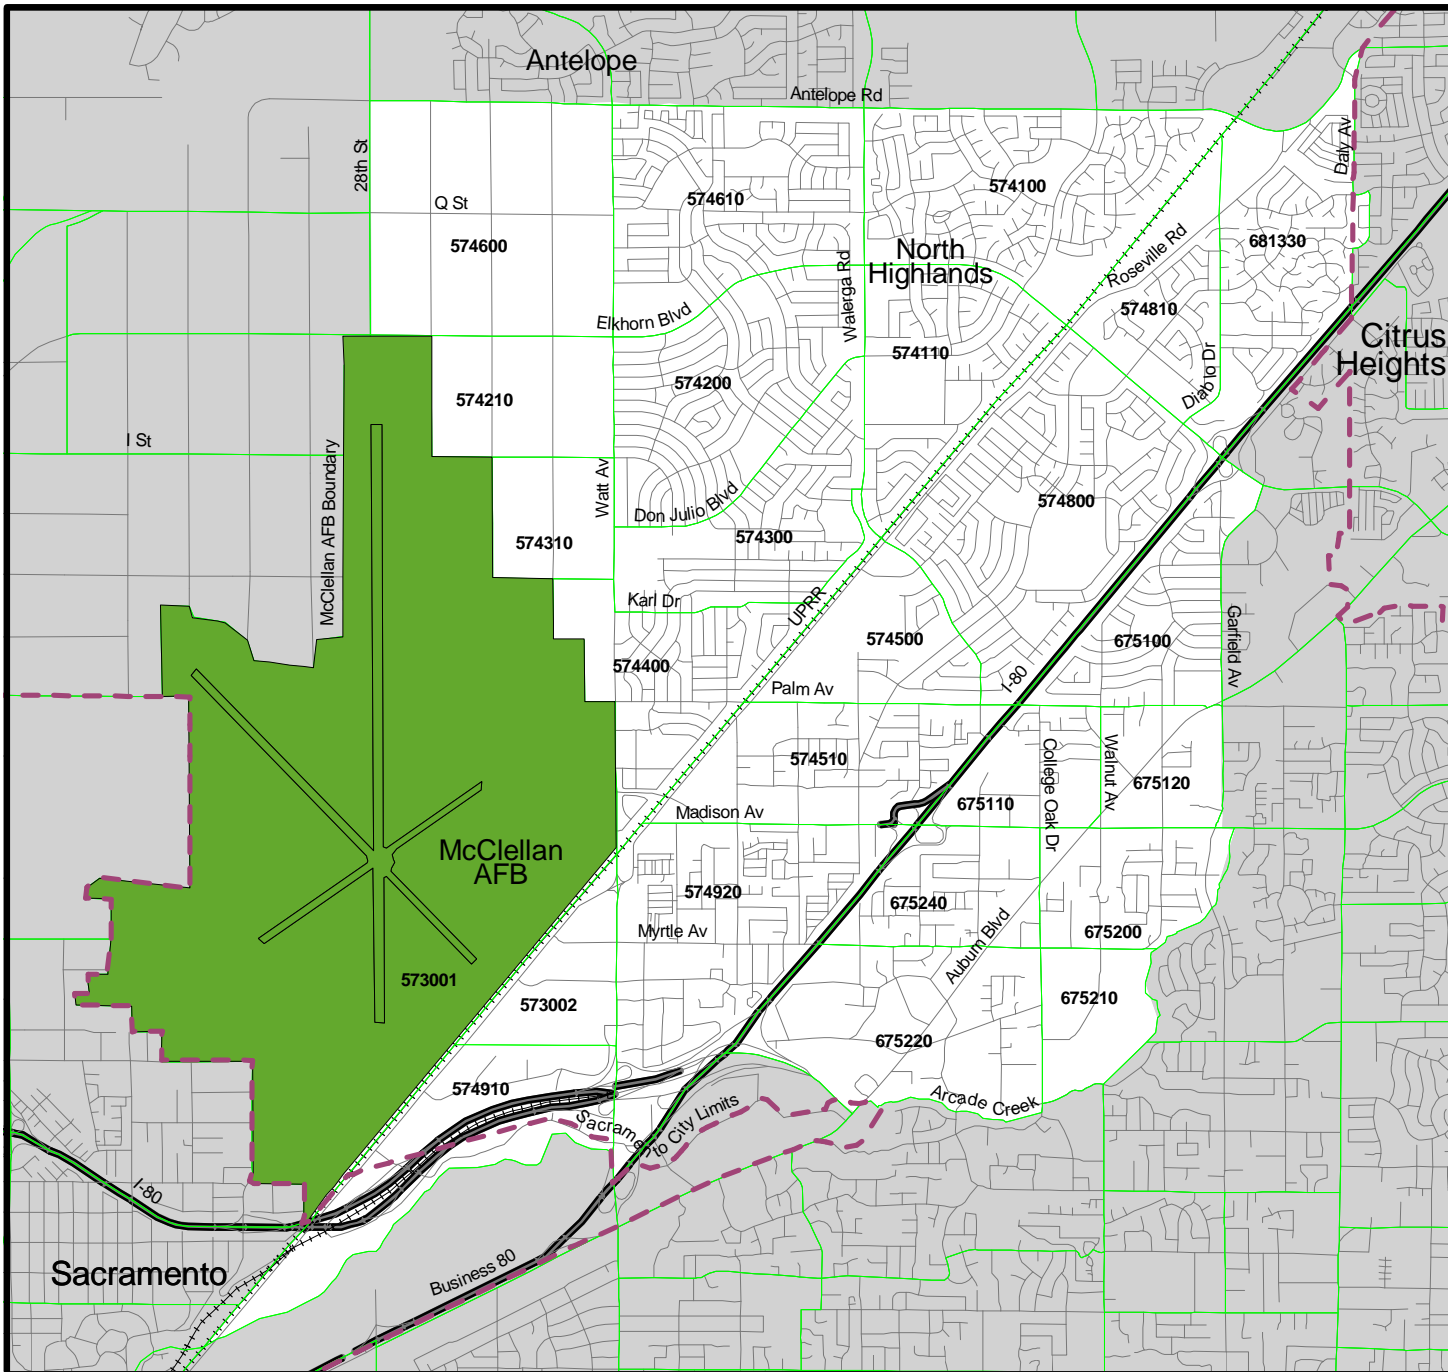 Antelope
Antelope Rd
Daly Av
28th St
574100
574610
Q St
574600
North
Highlands
Walerga Rd
Roseville Rd
681330
574810
Elkhorn Blvd
Citrus
Heights
574110
574200
Diablo Dr
574210
I St
McClellan AFB Boundary
Watt Av
Don Julio Blvd
574800
574310
574300
Karl Dr
UPRR
574500
675100
Garfield Av
574400
Palm Av
I-80
574510
College Oak Dr
Walnut Av
675120
675110
Madison Av
McClellan
AFB
574920
675240
Myrtle Av
Auburn Blvd
675200
573001
573002
675210
675220
574910
Arcade Creek
Sacramento City Limits
I-80
Sacramento
Business 80